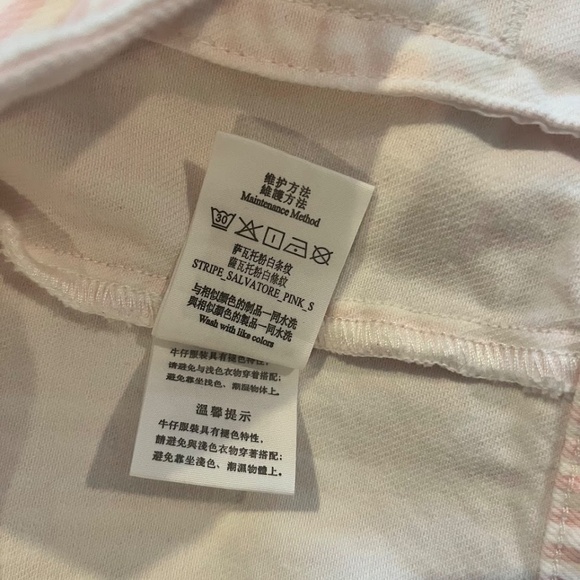 维护方法
維護方法
Maintenance Method
30
萨瓦托粉白条纹
薩瓦托粉白條纹
STRIPE_SALVATORE_PINK_S
与相似颜色的制品一同水洗
與相似顏色的製品一同水洗
Wash with like colors
牛仔服装具有褪色特性,
请避免与浅色衣物穿着搭配;
避免靠坐浅色、潮湿物体上。
溫馨提示
牛仔服裝具有褪色特性,
請避免與淺色衣物穿著搭配;
避免靠坐淺色、潮濕物體上。